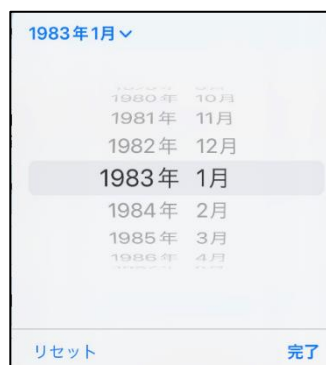 1983年1月
1980年 10月
1981年 11月
1982年 12月
1983年 1月
1984年 2月
1985年 3月
1986年 4月
リセット 完了